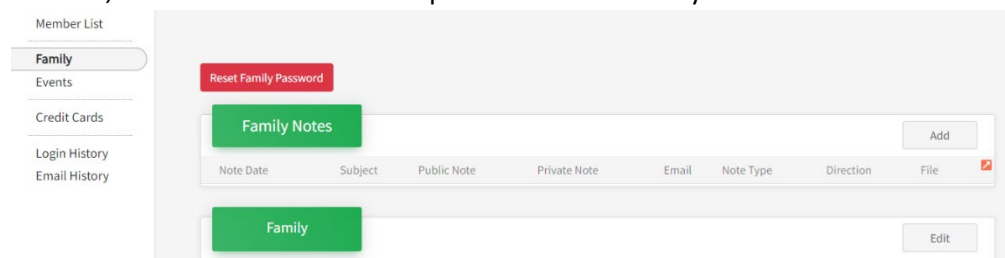 Member List
Family
Events
Credit Cards
Login History
Email History
Reset Family Password
Family Notes
Add
Note Date Subject Public Note Private Note Email Note Type Direction File
Family
Edit